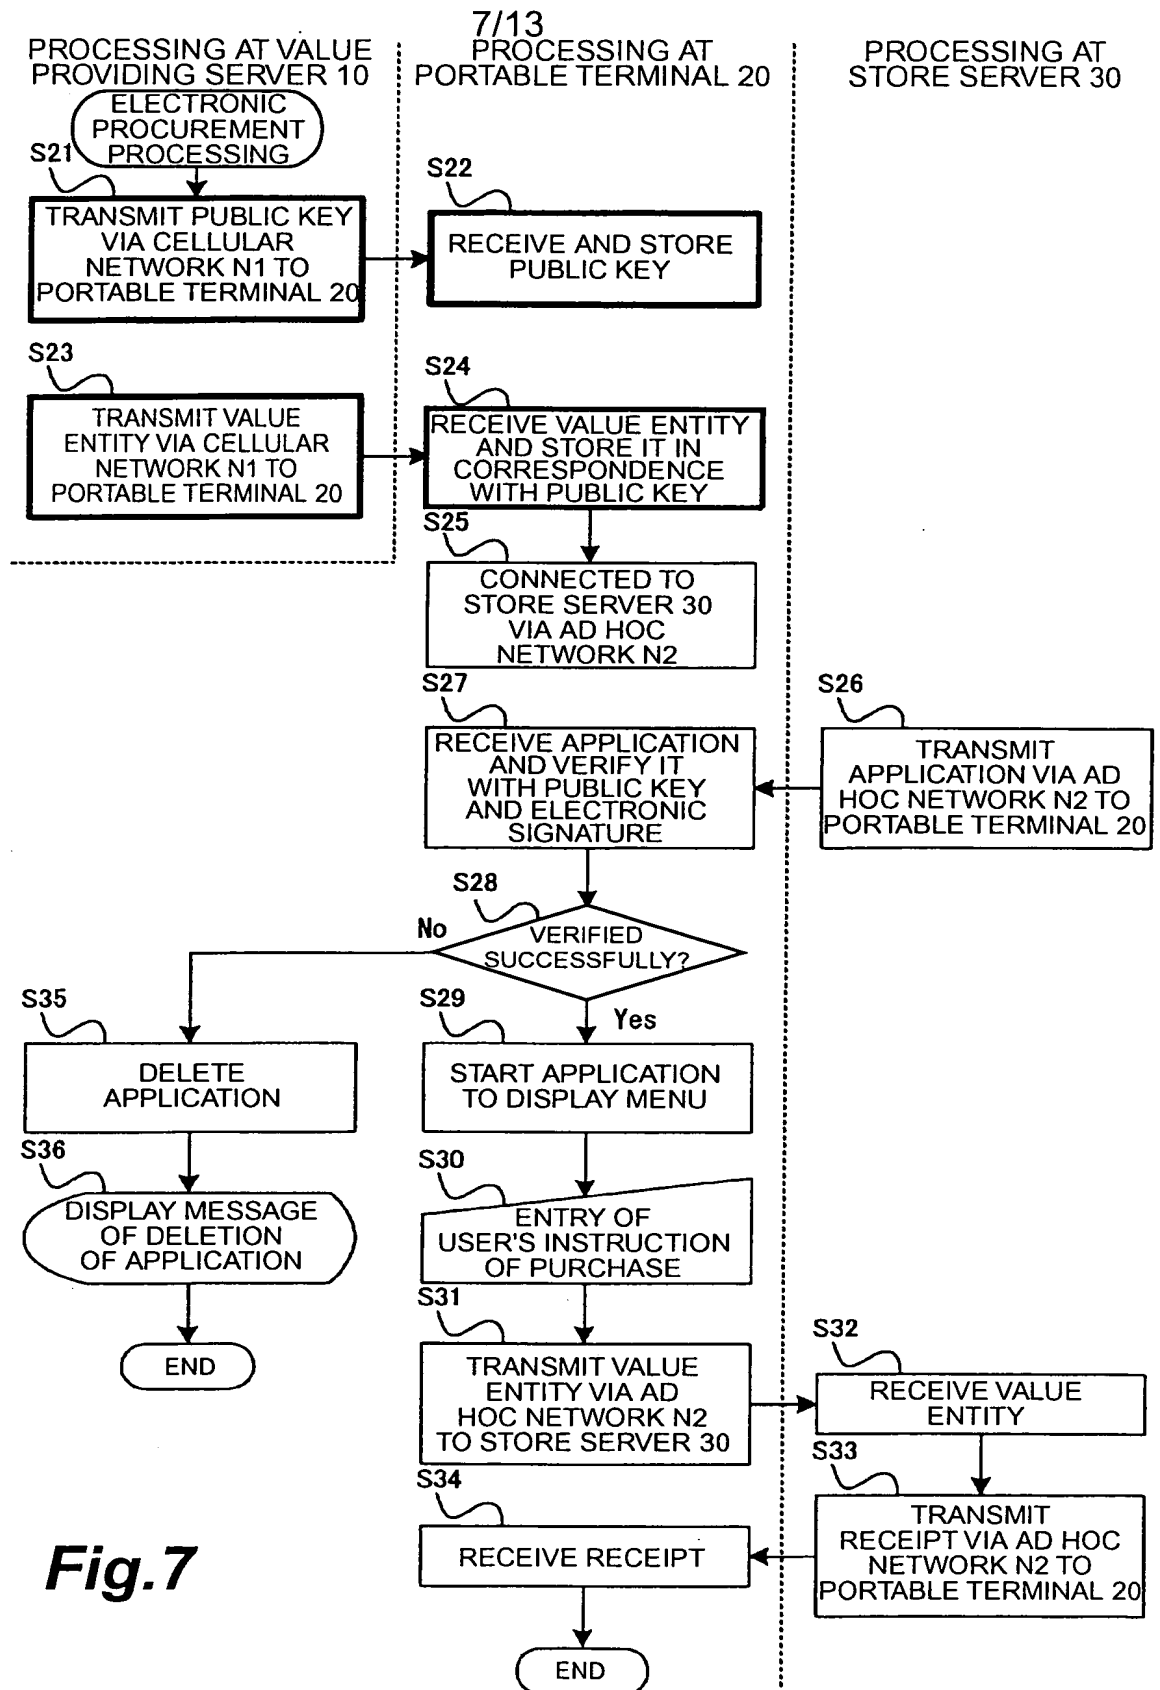 7/13
PROCESSING AT VALUE
PROVIDING SERVER 10
PROCESSING AT
PORTABLE TERMINAL 20
PROCESSING AT
STORE SERVER 30
ELECTRONIC
PROCUREMENT
PROCESSING
S21
TRANSMIT PUBLIC KEY
VIA CELLULAR
NETWORK N1 TO
PORTABLE TERMINAL 20
S22
RECEIVE AND STORE
PUBLIC KEY
S23
TRANSMIT VALUE
ENTITY VIA CELLULAR
NETWORK N1 TO
PORTABLE TERMINAL 20
S24
RECEIVE VALUE ENTITY
AND STORE IT IN
CORRESPONDENCE
WITH PUBLIC KEY
S25
CONNECTED TO
STORE SERVER 30
VIA AD HOC
NETWORK N2
S26
TRANSMIT
APPLICATION VIA AD
HOC NETWORK N2 TO
PORTABLE TERMINAL 20
S27
RECEIVE APPLICATION
AND VERIFY IT
WITH PUBLIC KEY
AND ELECTRONIC
SIGNATURE
S28
VERIFIED
SUCCESSFULLY?
No
Yes
S35
DELETE
APPLICATION
S36
DISPLAY MESSAGE
OF DELETION
OF APPLICATION
END
S29
START APPLICATION
TO DISPLAY MENU
S30
ENTRY OF
USER'S INSTRUCTION
OF PURCHASE
S31
TRANSMIT VALUE
ENTITY VIA AD
HOC NETWORK N2
TO STORE SERVER 30
S32
RECEIVE VALUE
ENTITY
S33
TRANSMIT
RECEIPT VIA AD HOC
NETWORK N2 TO
PORTABLE TERMINAL 20
S34
RECEIVE RECEIPT
END
Fig.7